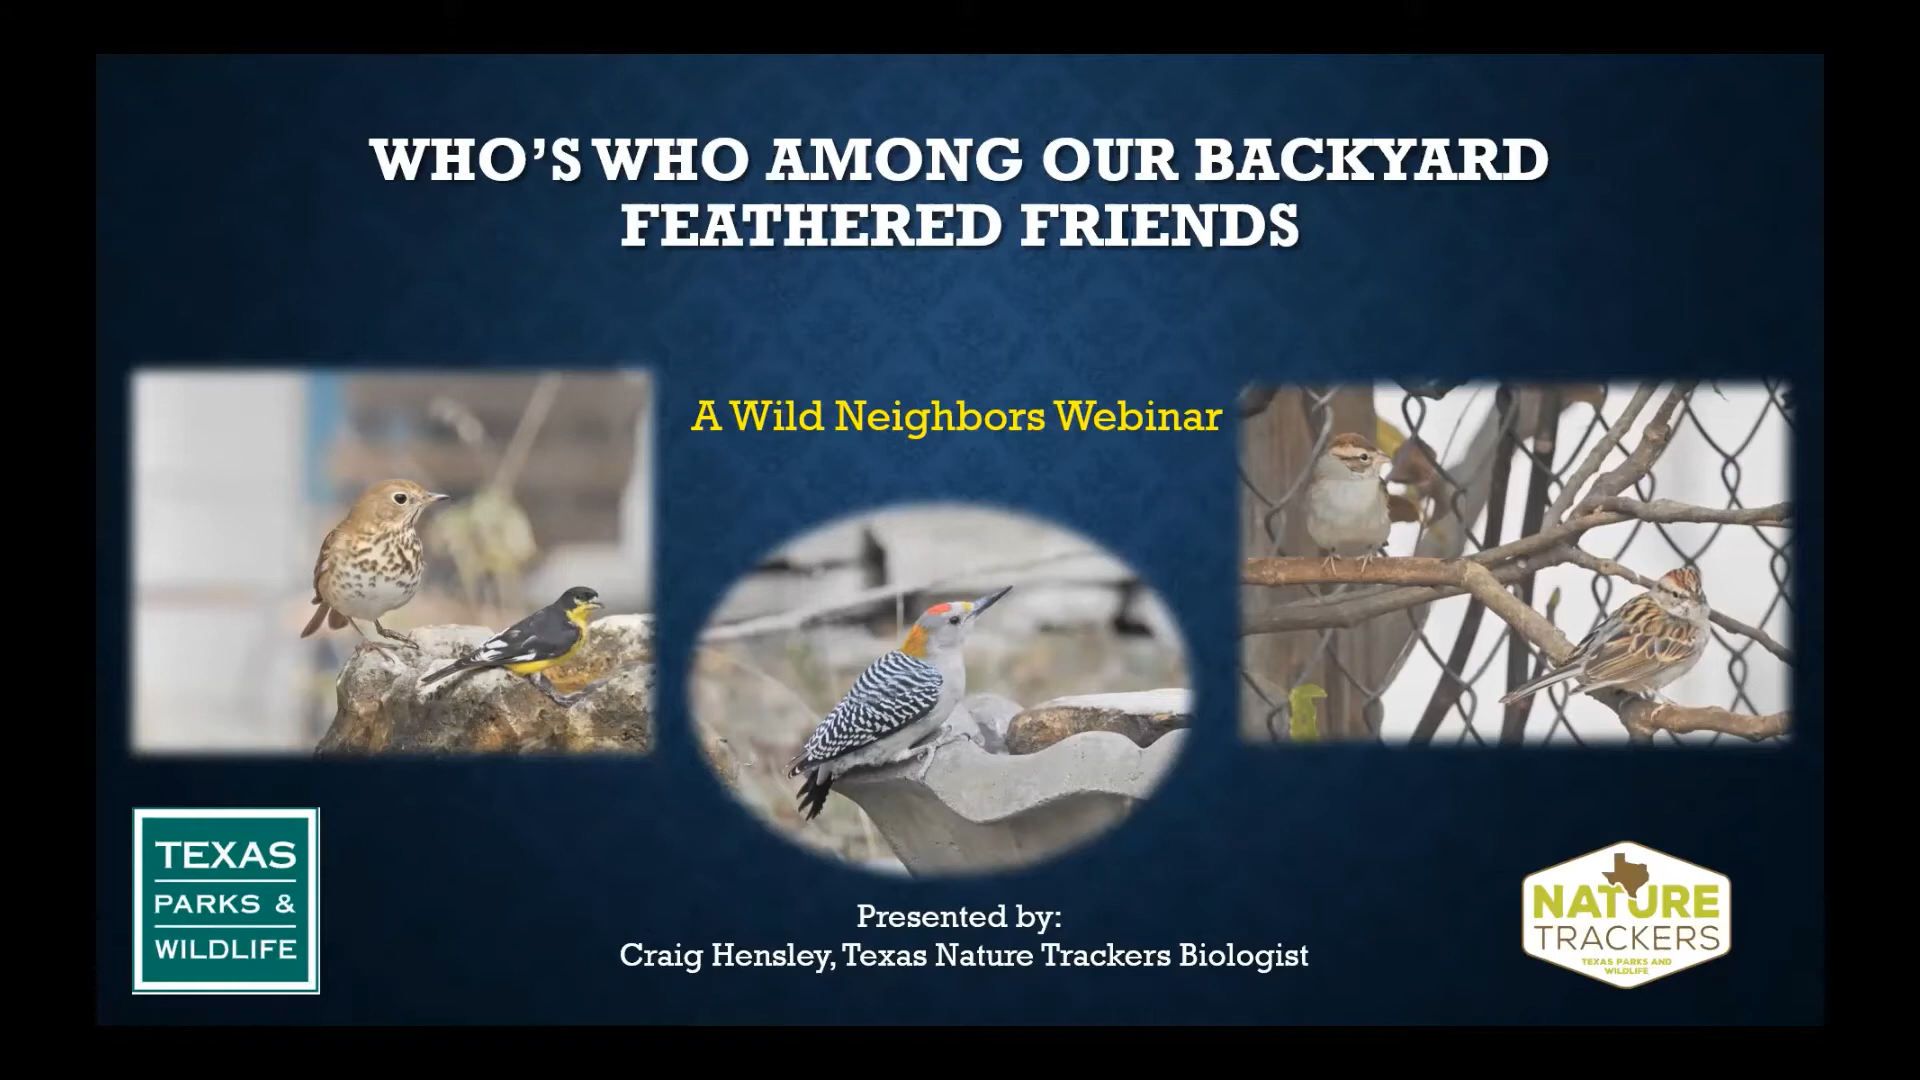 WHO’S WHO AMONG OUR BACKYARD
FEATHERED FRIENDS
A Wild Neighbors Webinar
Presented by:
Craig Hensley, Texas Nature Trackers Biologist
TEXAS
PARKS &
WILDLIFE
NATURE
TRACKERS
TEXAS PARKS AND
WILDLIFE